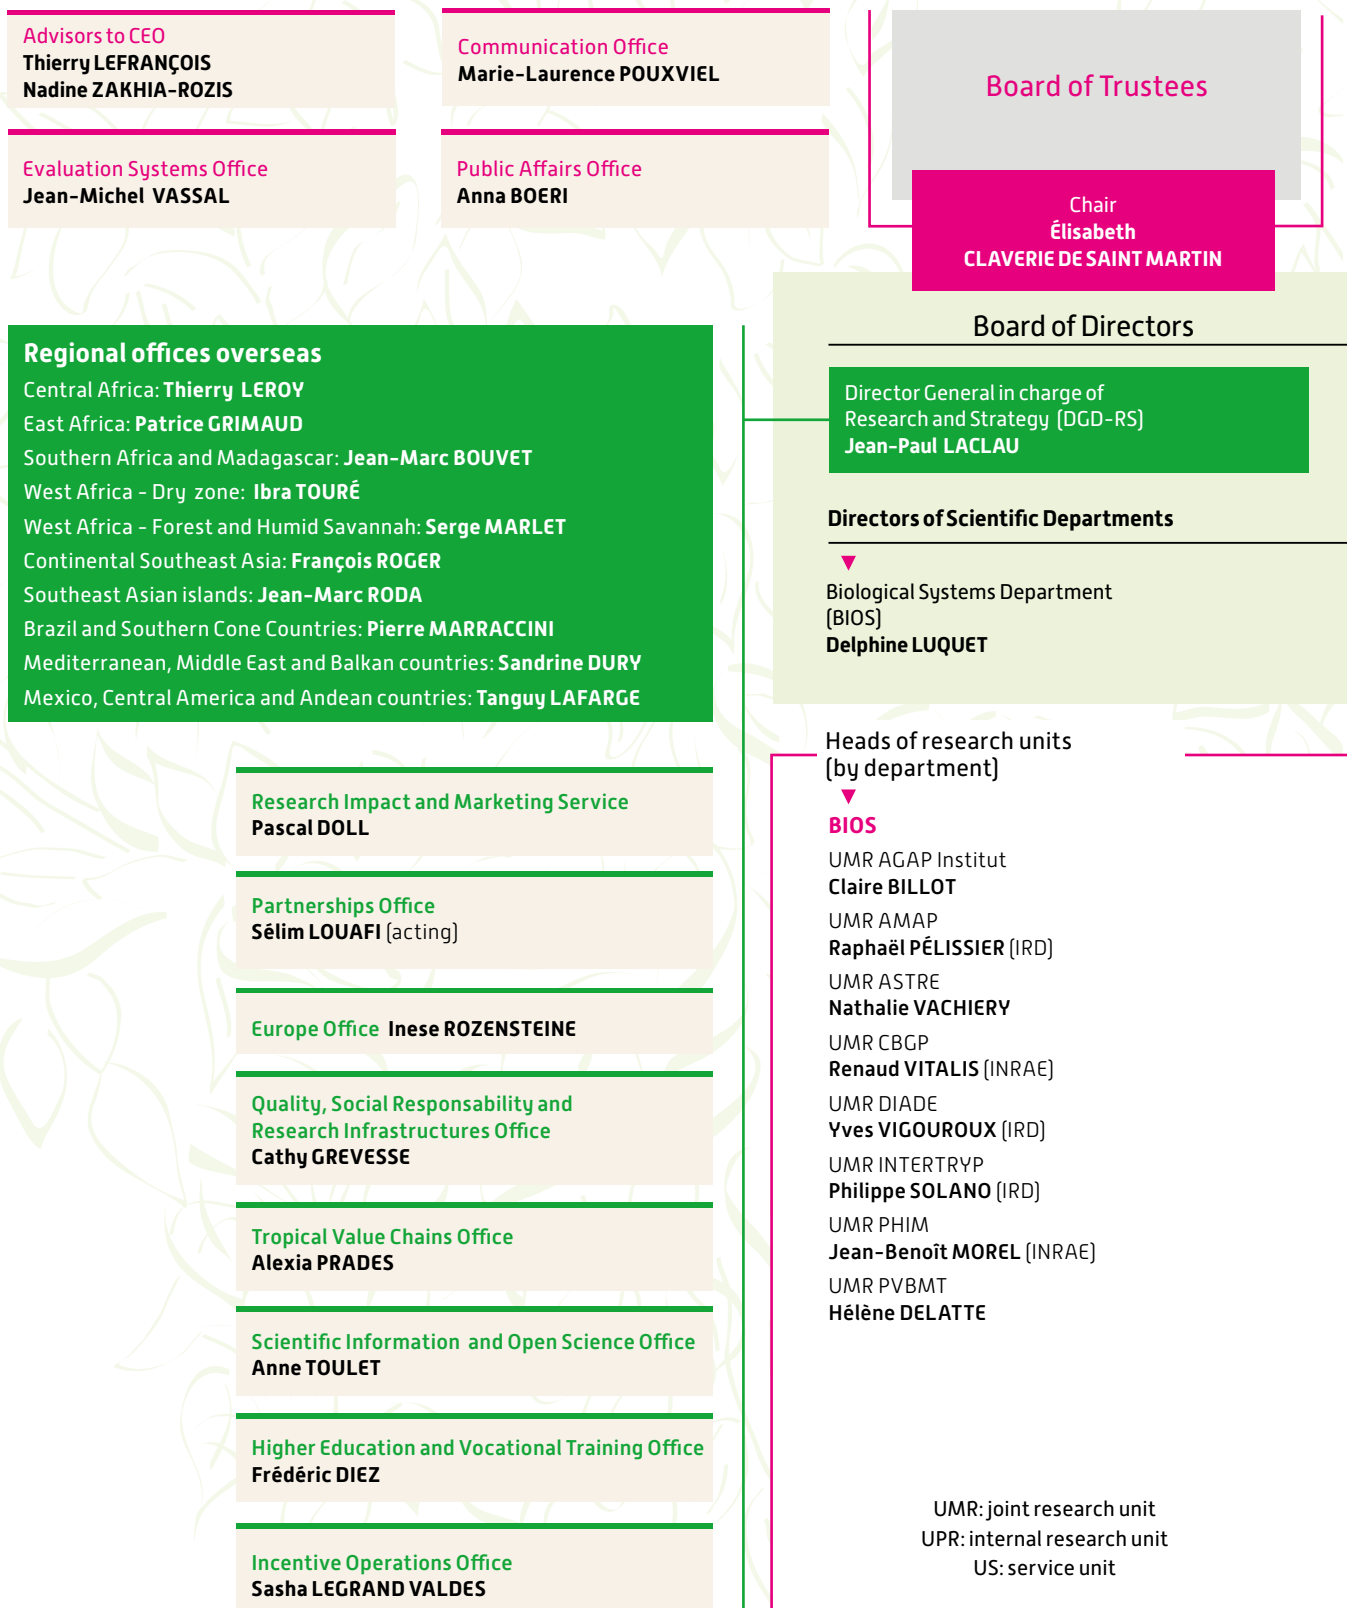 Advisors to CEO
Thierry LEFRANÇOIS
Nadine ZAKHIA-ROZIS
Communication Office
Marie-Laurence POUXVIEL
Evaluation Systems Office
Jean-Michel VASSAL
Public Affairs Office
Anna BOERI
Board of Trustees
Chair
Élisabeth
CLAVERIE DE SAINT MARTIN
Board of Directors
Director General in charge of
Research and Strategy (DGD-RS)
Jean-Paul LACLAU
Directors of Scientific Departments
Biological Systems Department
(BIOS)
Delphine LUQUET
Regional offices overseas
Central Africa: Thierry LEROY
East Africa: Patrice GRIMAUD
Southern Africa and Madagascar: Jean-Marc BOUVET
West Africa - Dry zone: Ibra TOURÉ
West Africa - Forest and Humid Savannah: Serge MARLET
Continental Southeast Asia: François ROGER
Southeast Asian islands: Jean-Marc RODA
Brazil and Southern Cone Countries: Pierre MARRACCINI
Mediterranean, Middle East and Balkan countries: Sandrine DURY
Mexico, Central America and Andean countries: Tanguy LAFARGE
Research Impact and Marketing Service
Pascal DOLL
Partnerships Office
Sélim LOUAFI (acting)
Europe Office Inese ROZENSTEINE
Quality, Social Responsability and
Research Infrastructures Office
Cathy GREVESSE
Tropical Value Chains Office
Alexia PRADES
Scientific Information and Open Science Office
Anne TOULET
Higher Education and Vocational Training Office
Frédéric DIEZ
Incentive Operations Office
Sasha LEGRAND VALDES
Heads of research units
(by department)
BIOS
UMR AGAP Institut
Claire BILLOT
UMR AMAP
Raphaël PÉLISSIER (IRD)
UMR ASTRE
Nathalie VACHIERY
UMR CBGP
Renaud VITALIS (INRAE)
UMR DIADE
Yves VIGOUROUX (IRD)
UMR INTERTRYP
Philippe SOLANO (IRD)
UMR PHIM
Jean-Benoît MOREL (INRAE)
UMR PVBMT
Hélène DELATTE
UMR: joint research unit
UPR: internal research unit
US: service unit